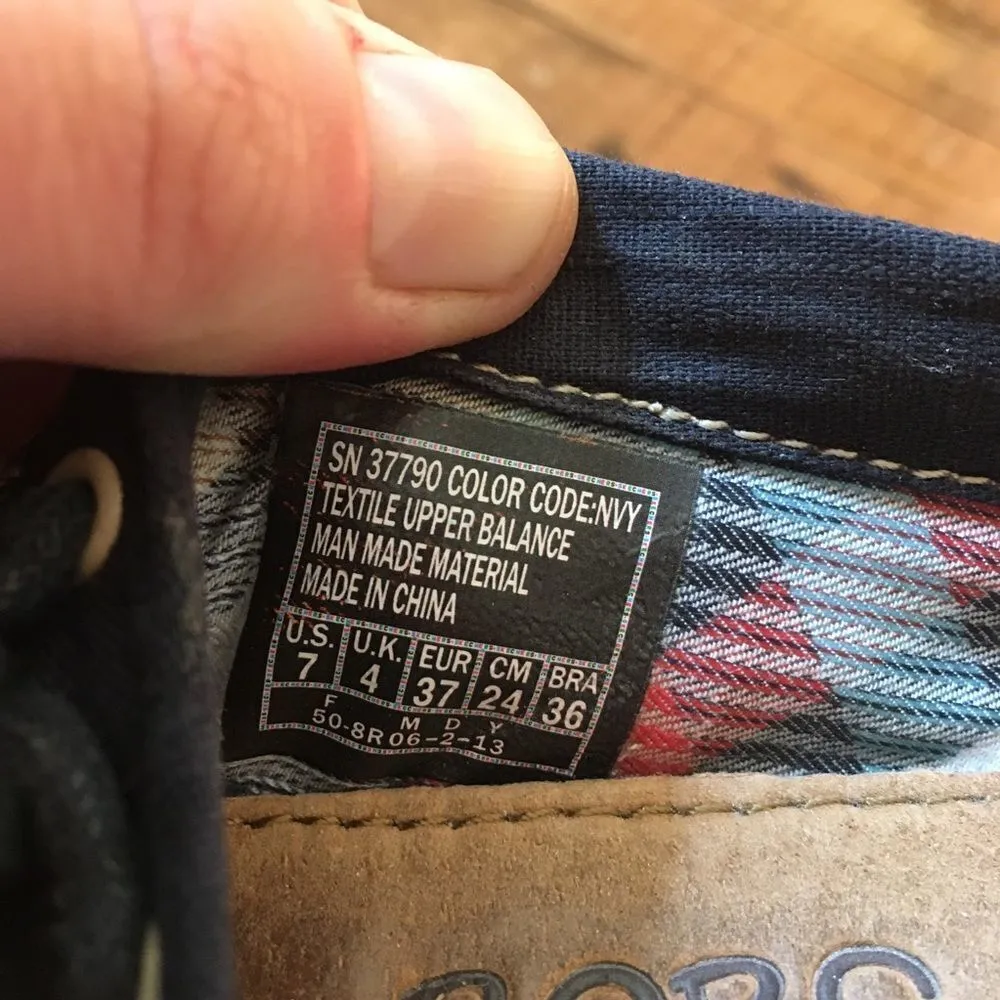 SN 37790 COLOR CODE:NVY
TEXTILE UPPER BALANCE
MAN MADE MATERIAL
MADE IN CHINA
U.S. U.K. EUR CM BRA
7 4 37 24 36
F M D Y
50-8R 06-2-13
BOBS